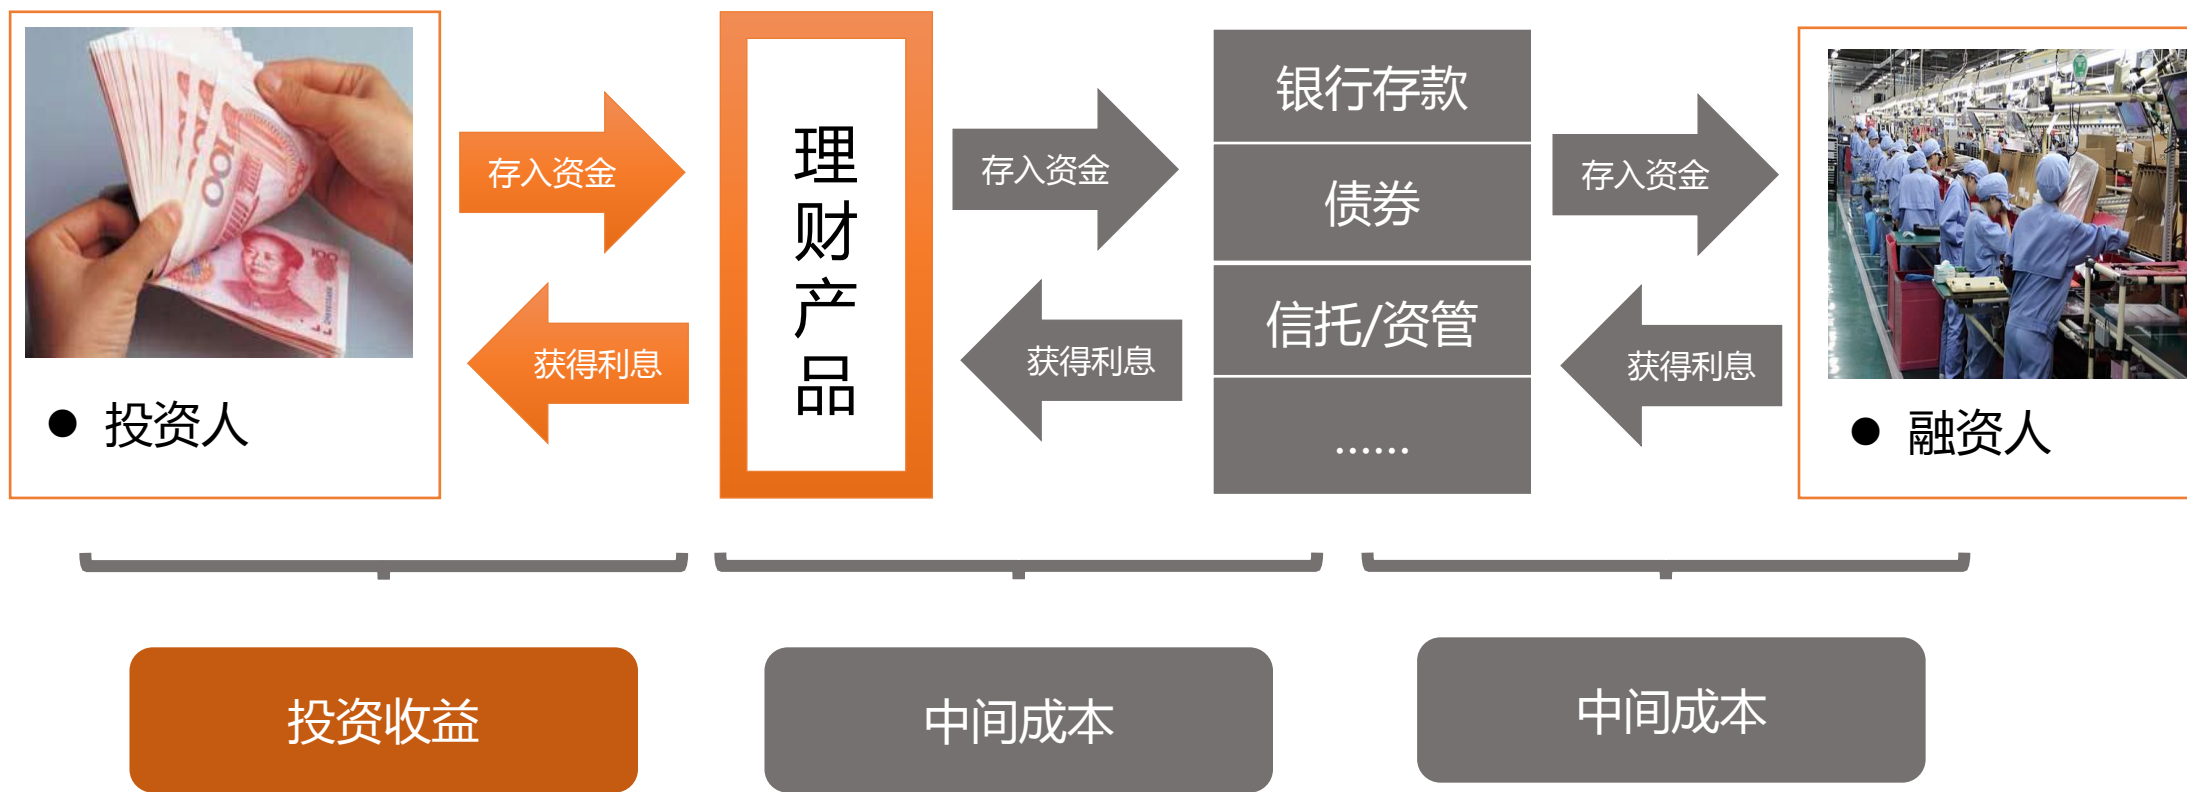 存入资金
获得利息
投资人
理财产品
存入资金
获得利息
银行存款
债券
信托/资管
......
存入资金
获得利息
融资人
投资收益
中间成本
中间成本
100